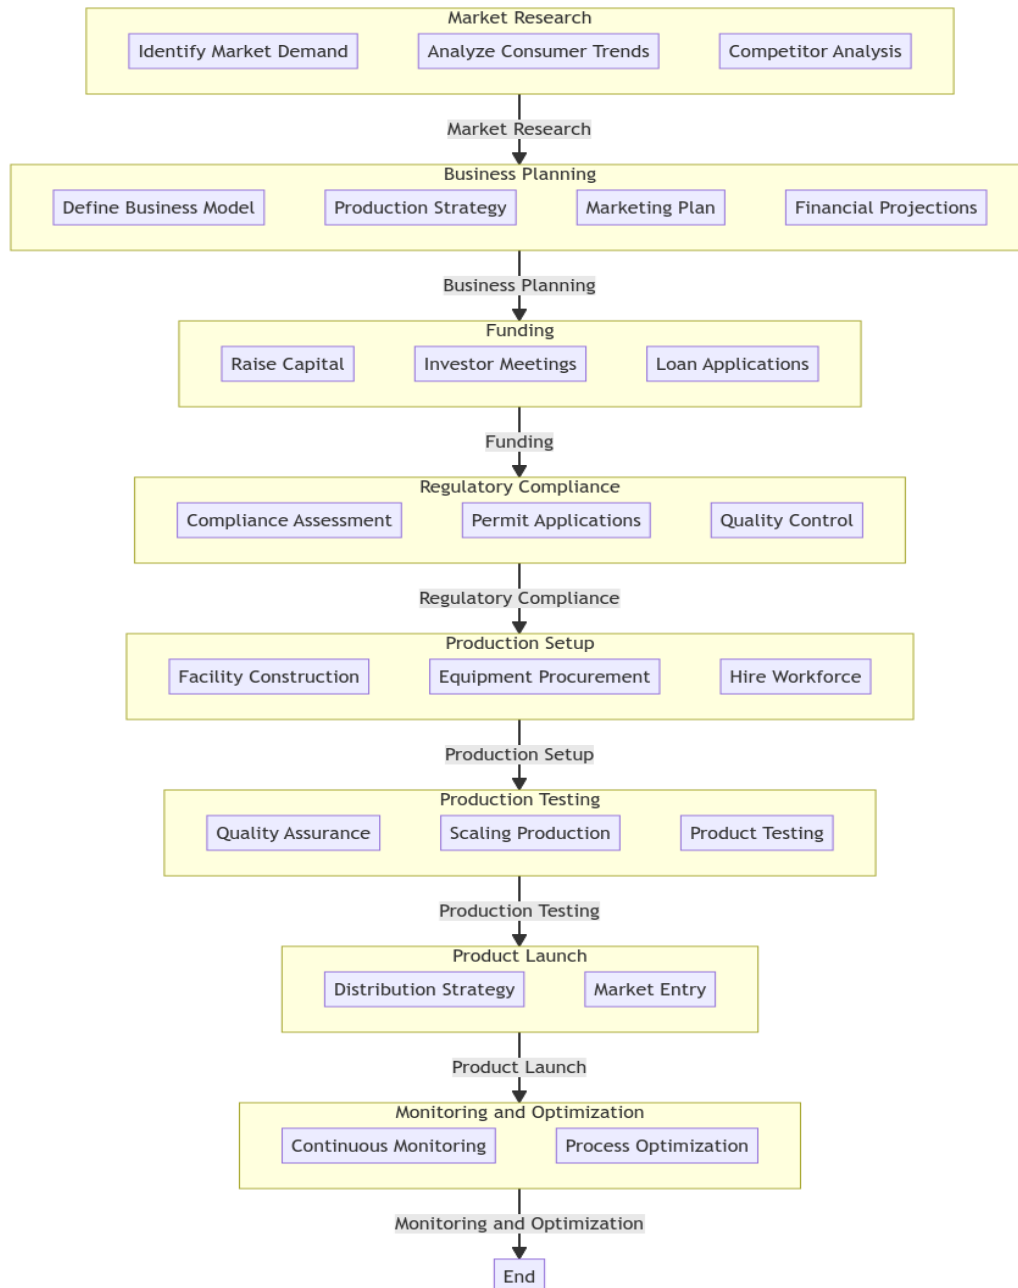 Market Research
Identify Market Demand
Analyze Consumer Trends
Competitor Analysis
Market Research
Business Planning
Define Business Model
Production Strategy
Marketing Plan
Financial Projections
Business Planning
Funding
Raise Capital
Investor Meetings
Loan Applications
Funding
Regulatory Compliance
Compliance Assessment
Permit Applications
Quality Control
Regulatory Compliance
Production Setup
Facility Construction
Equipment Procurement
Hire Workforce
Production Setup
Production Testing
Quality Assurance
Scaling Production
Product Testing
Production Testing
Product Launch
Distribution Strategy
Market Entry
Product Launch
Monitoring and Optimization
Continuous Monitoring
Process Optimization
Monitoring and Optimization
End